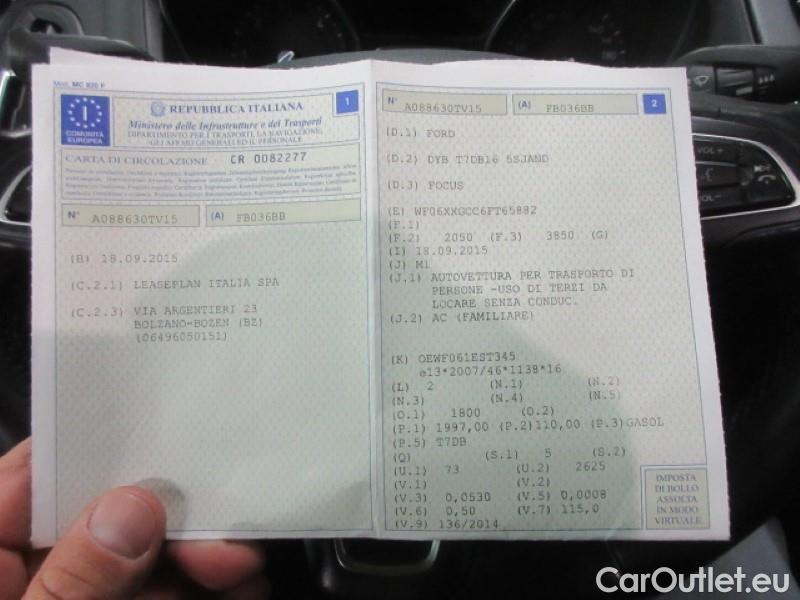 Mod. MC 820 F
I
COMUNITÀ
EUROPEA
REPUBBLICA ITALIANA
1
Ministero delle Infrastrutture e dei Trasporti
DIPARTIMENTO PER I TRASPORTI, LA NAVIGAZIONE,
GLI AFFARI GENERALI ED IL PERSONALE
CARTA DI CIRCOLAZIONE CR 0082277
N° A088630TV15 (A) FB036BB
(B) 18.09.2015
(C.2.1) LEASEPLAN ITALIA SPA
(C.2.3) VIA ARGENTIERI 23
BOLZANO-BOZEN (BZ)
(06496050151)
N° A088630TV15 (A) FB036BB 2
(D.1) FORD
(D.2) DYB T7DB16 5SJAND
(D.3) FOCUS
(E) WF06XXGCC6FT65882
(F.1)
(F.2) 2050 (F.3) 3850 (G)
(I) 18.09.2015
(J) M1
(J.1) AUTOVETTURA PER TRASPORTO DI
PERSONE -USO DI TERZI DA
LOCARE SENZA CONDUC.
(J.2) AC (FAMILIARE)
(K) OEWF061EST345
e13*2007/46*1138*16
(L) 2 (N.1) (N.2)
(N.3) (N.4) (N.5)
(O.1) 1800 (O.2)
(P.1) 1997,00 (P.2)110,00 (P.3)GASOL
(P.5) T7DB
(Q) (S.1) 5 (S.2)
(U.1) 73 (U.2) 2625
(V.1) (V.2)
(V.3) 0,0530 (V.5) 0,0008
(V.6) 0,50 (V.7) 115,0
(V.9) 136/2014
IMPOSTA
DI BOLLO
ASSOLTA
IN MODO
VIRTUALE
VOL +
VOL -
CarOutlet.eu